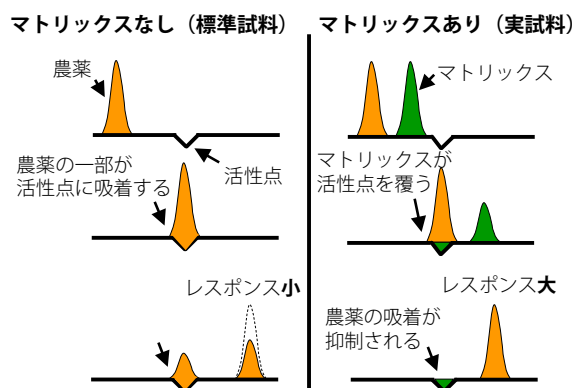 マトリックスなし（標準試料）
農薬
活性点
農薬の一部が
活性点に吸着する
レスポンス小
マトリックスあり（実試料）
マトリックス
マトリックスが
活性点を覆う
レスポンス大
農薬の吸着が
抑制される